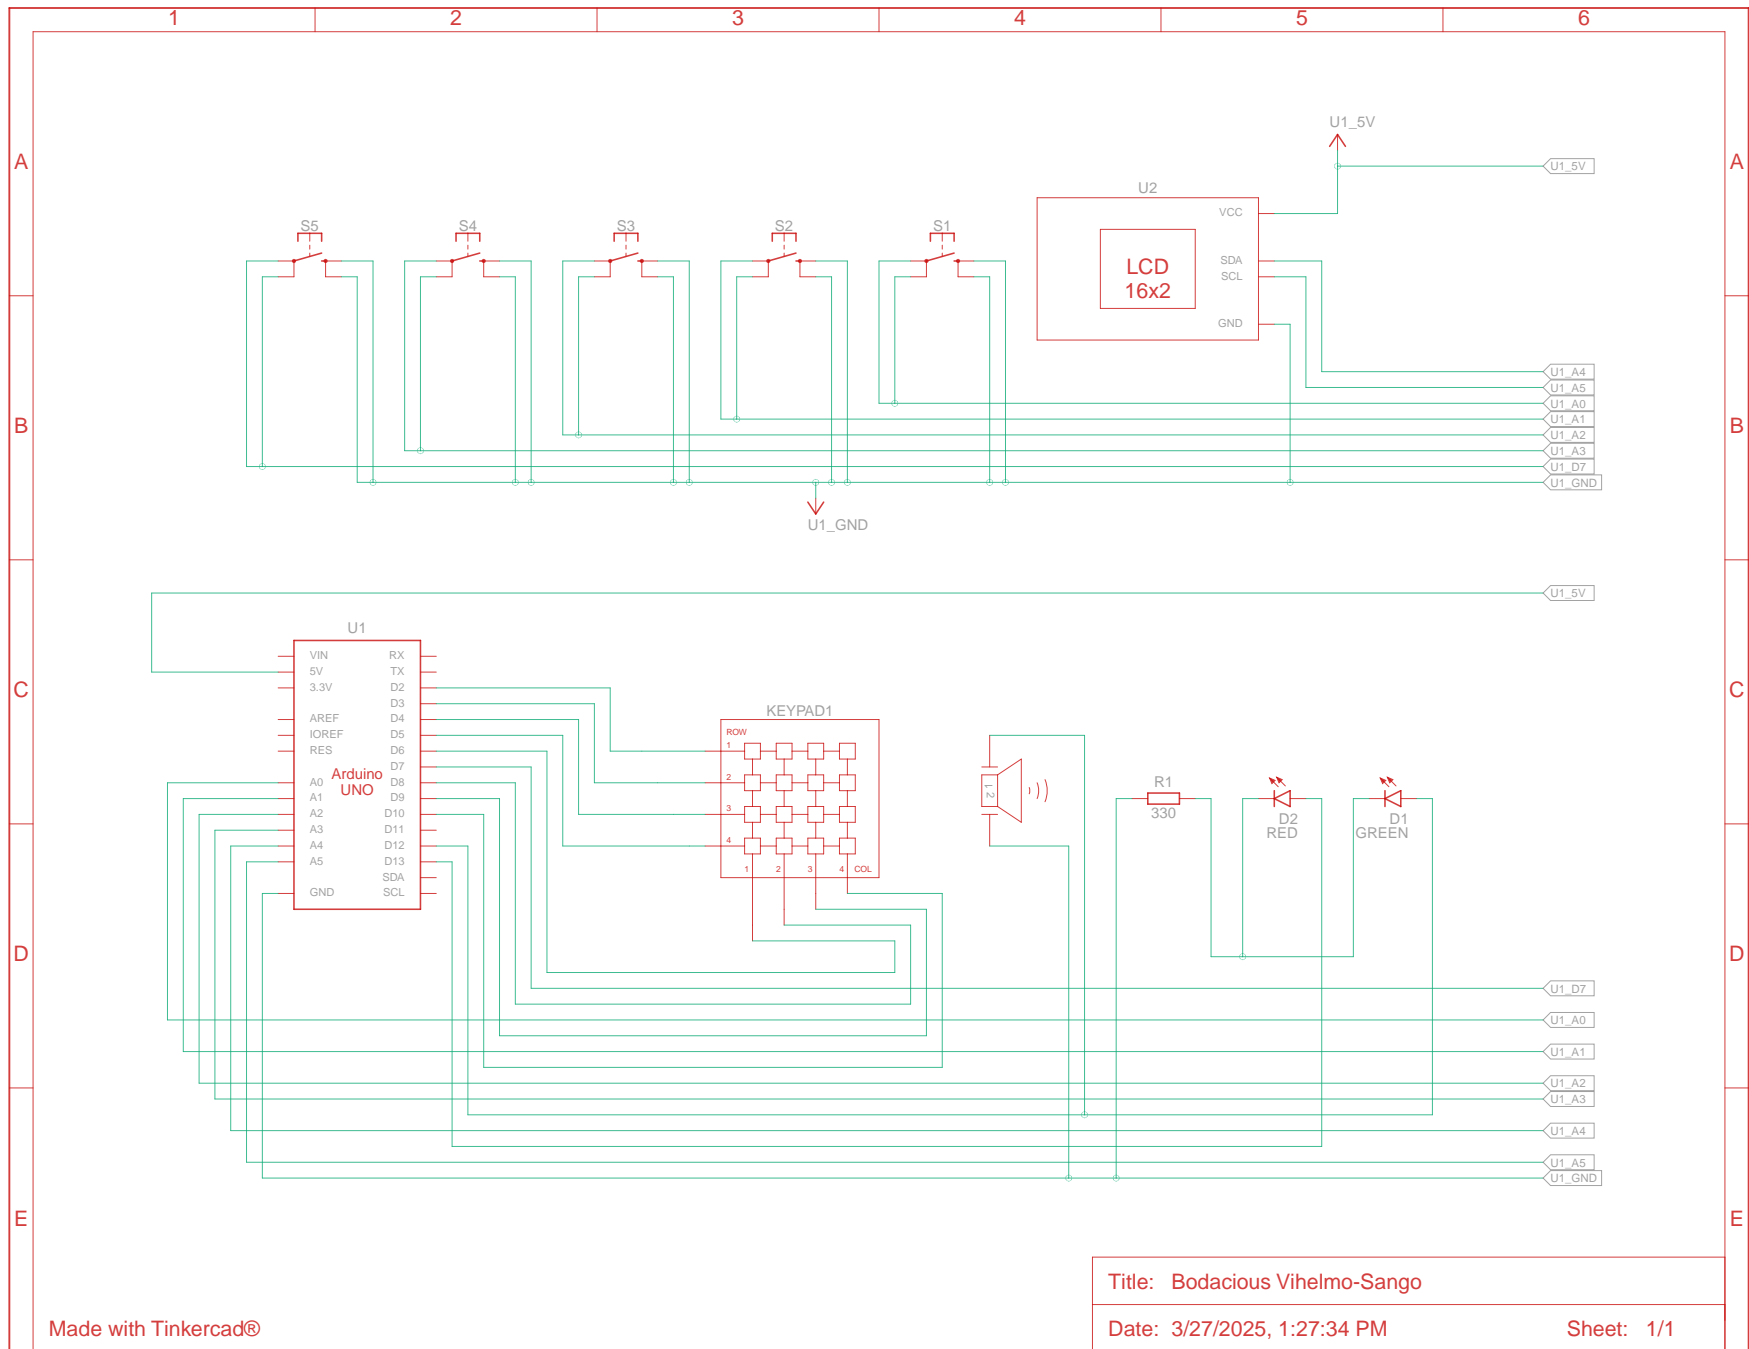 1 2 3 4 5 6
A A
U1_5V
U1_5V
U2
VCC
SDA
SCL
GND
LCD
16x2
S5 S4 S3 S2 S1
B B
U1_A4
U1_A5
U1_A0
U1_A1
U1_A2
U1_A3
U1_D7
U1_GND
U1_GND
C C
U1_5V
U1
VIN RX
5V TX
3.3V D2
D3
AREF D4
IOREF D5
RES D6
D7
A0 D8
A1 D9
A2 D10
A3 D11
A4 D12
A5 D13
SDA
GND SCL
Arduino
UNO
KEYPAD1
ROW
1
2
3
4
1 2 3 4 COL
1 2
R1
330
D2
RED
D1
GREEN
D D
U1_D7
U1_A0
U1_A1
U1_A2
U1_A3
U1_A4
U1_A5
U1_GND
E E
Title: Bodacious Vihelmo-Sango
Made with Tinkercad®
Date: 3/27/2025, 1:27:34 PM Sheet: 1/1